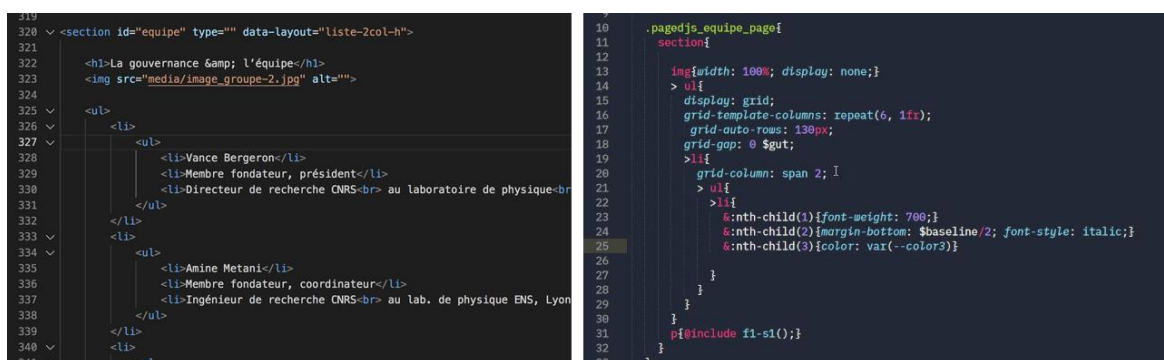 319
320 <section id="equipe" type="" data-layout="liste-2col-h">
321
322 <h1>La gouvernance &amp; l’équipe</h1>
323 <img src="media/image_groupe-2.jpg" alt="">
324
325 <ul>
326 <li>
327 <ul>
328 <li>Vance Bergeron</li>
329 <li>Membre fondateur, président</li>
330 <li>Directeur de recherche CNRS<br> au laboratoire de physique<br
331 </ul>
332 </li>
333 <li>
334 <ul>
335 <li>Amine Metani</li>
336 <li>Membre fondateur, coordinateur</li>
337 <li>Ingénieur de recherche CNRS<br> au lab. de physique ENS, Lyon
338 </ul>
339 </li>
340 <li>
10 .pagedjs_equipe_page{
11 section{
12
13 img{width: 100%; display: none;}
14 > ul{
15 display: grid;
16 grid-template-columns: repeat(6, 1fr);
17 grid-auto-rows: 130px;
18 grid-gap: 0 $gut;
19 >li{
20 grid-column: span 2;
21 > ul{
22 >li{
23 &:nth-child(1){font-weight: 700;}
24 &:nth-child(2){margin-bottom: $baseline/2; font-style: italic;}
25 &:nth-child(3){color: var(--color3)}
26
27 }
28 }
29 }
30 }
31 p{@include f1-s1();}
32 }